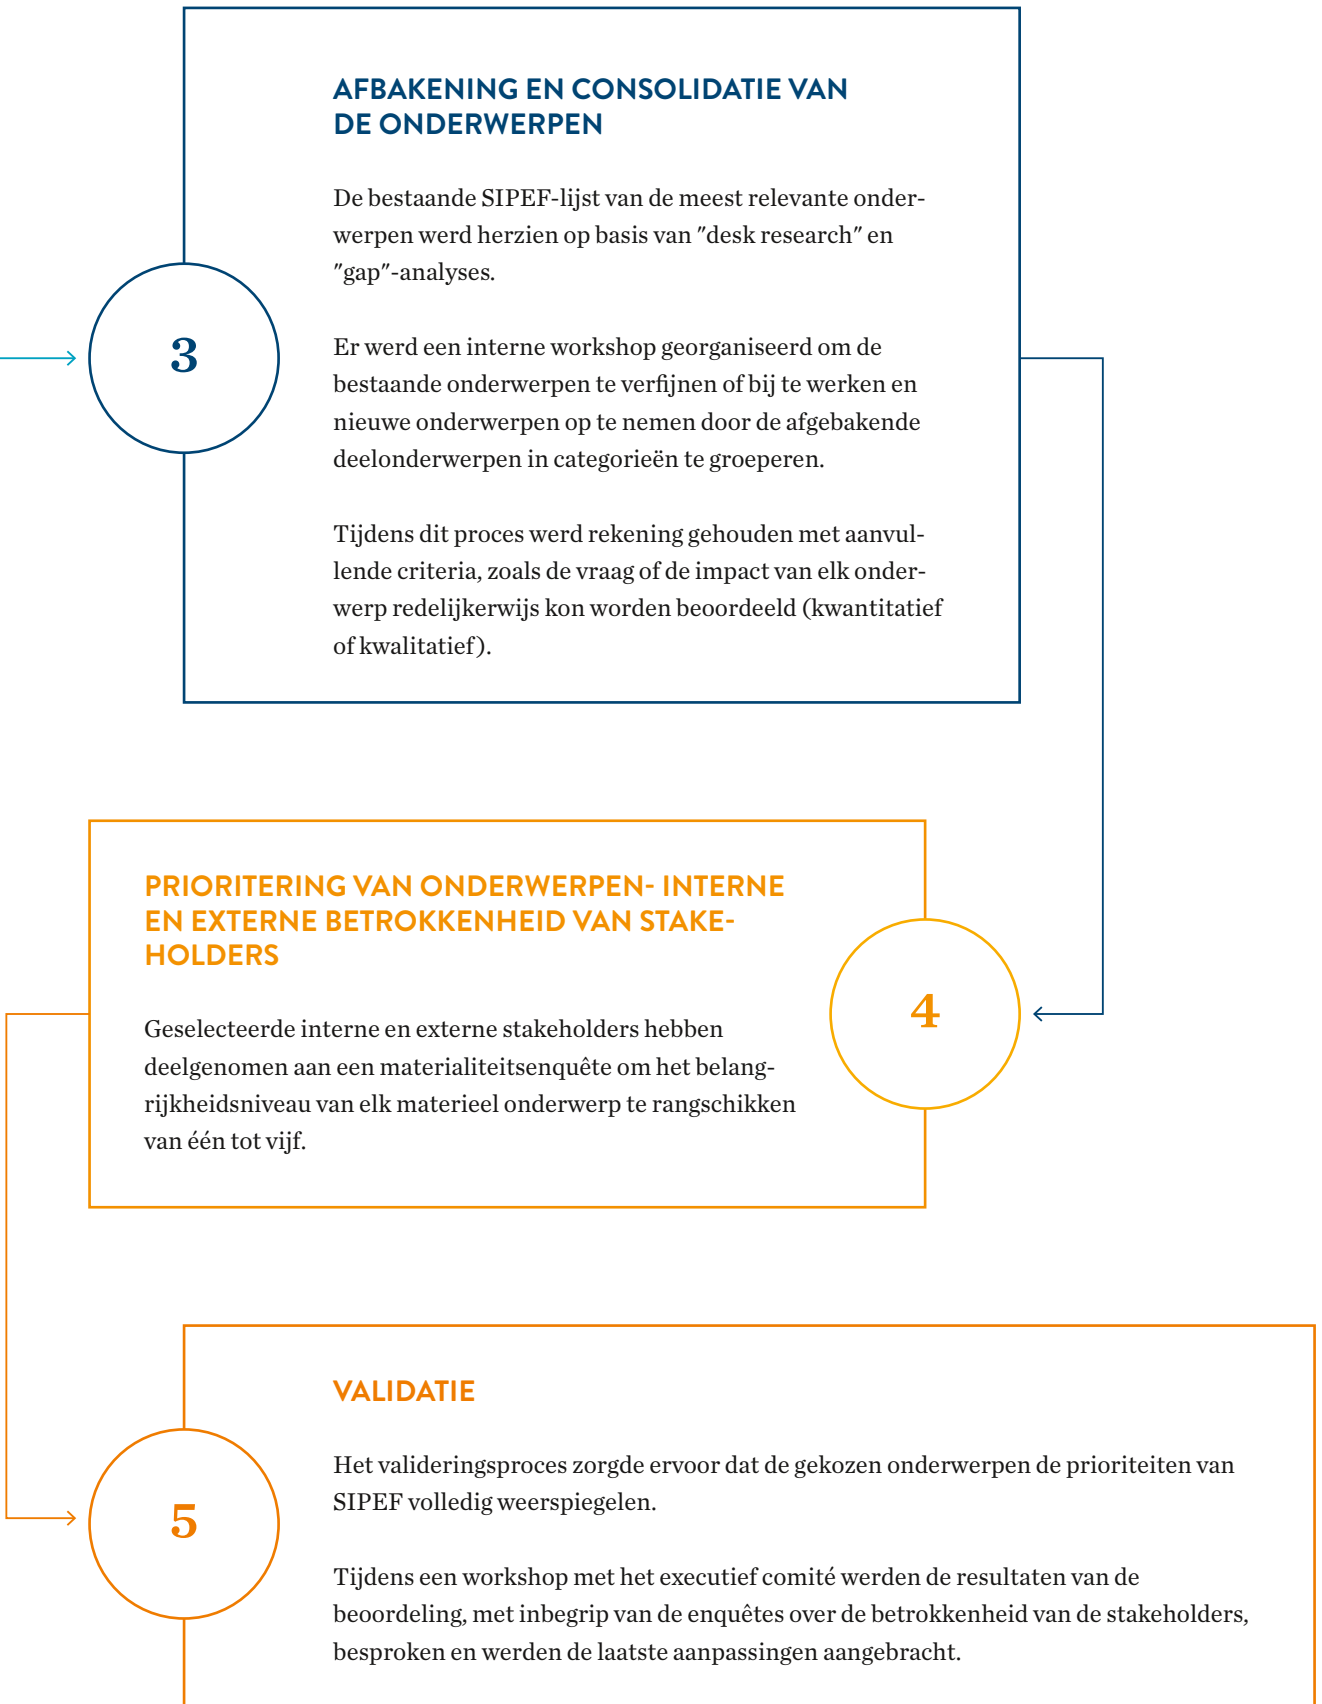 AFBAKENING EN CONSOLIDATIE VAN
DE ONDERWERPEN
De bestaande SIPEF-lijst van de meest relevante onder-
werpen werd herzien op basis van "desk research" en
"gap"-analyses.
3
Er werd een interne workshop georganiseerd om de
bestaande onderwerpen te verfijnen of bij te werken en
nieuwe onderwerpen op te nemen door de afgebakende
deelonderwerpen in categorieën te groeperen.
Tijdens dit proces werd rekening gehouden met aanvul-
lende criteria, zoals de vraag of de impact van elk onder-
werp redelijkerwijs kon worden beoordeeld (kwantitatief
of kwalitatief).
PRIORITERING VAN ONDERWERPEN- INTERNE
EN EXTERNE BETROKKENHEID VAN STAKE-
HOLDERS
4
Geselecteerde interne en externe stakeholders hebben
deelgenomen aan een materialiteitsenquête om het belang-
rijkheidsniveau van elk materieel onderwerp te rangschikken
van één tot vijf.
VALIDATIE
Het valideringsproces zorgde ervoor dat de gekozen onderwerpen de prioriteiten van
SIPEF volledig weerspiegelen.
5
Tijdens een workshop met het executief comité werden de resultaten van de
beoordeling, met inbegrip van de enquêtes over de betrokkenheid van de stakeholders,
besproken en werden de laatste aanpassingen aangebracht.